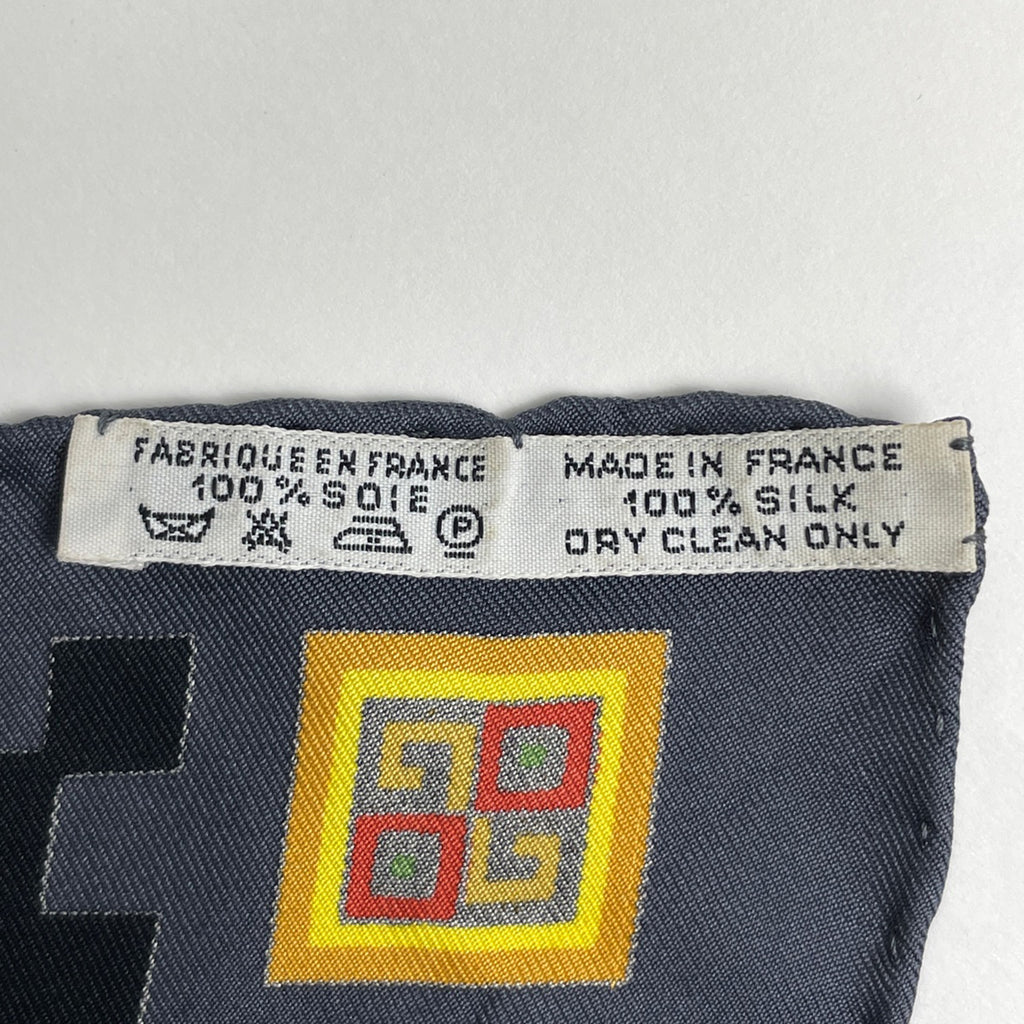 FABRIQUE EN FRANCE
100% SOIE
P
MADE IN FRANCE
100% SILK
DRY CLEAN ONLY